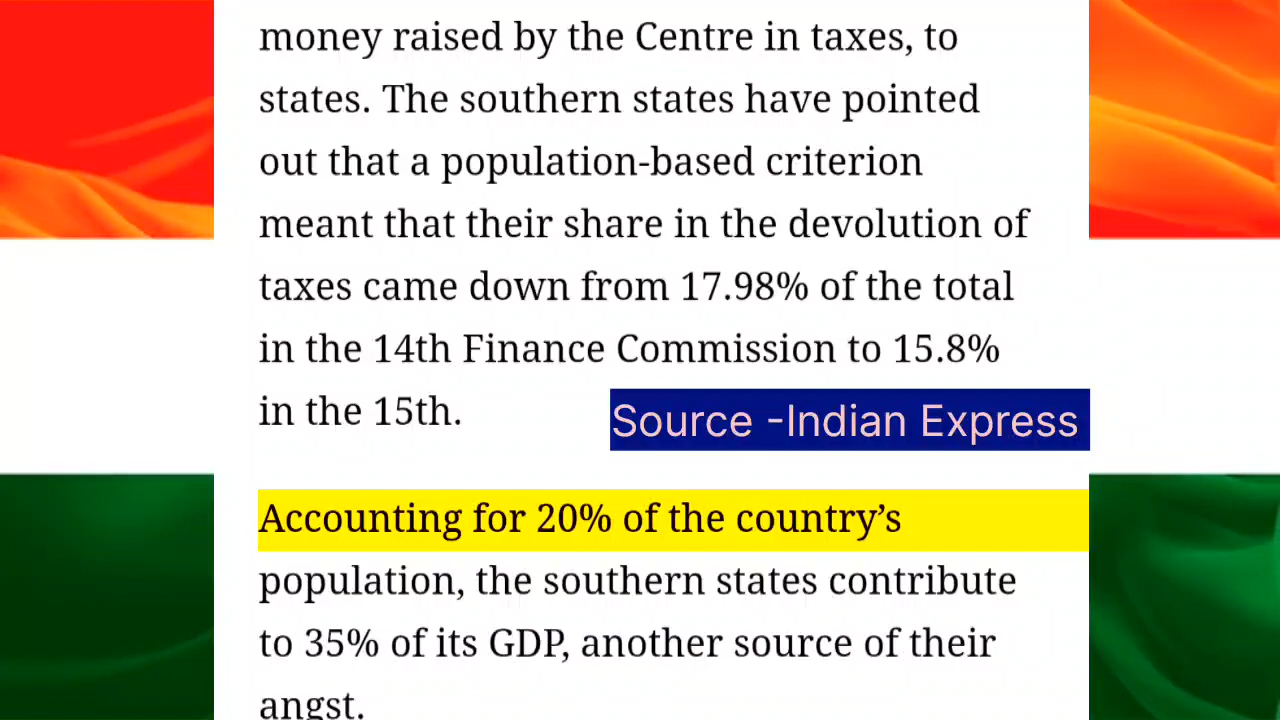 money raised by the Centre in taxes, to
states. The southern states have pointed
out that a population-based criterion
meant that their share in the devolution of
taxes came down from 17.98% of the total
in the 14th Finance Commission to 15.8%
in the 15th.
Source -Indian Express
Accounting for 20% of the country’s
population, the southern states contribute
to 35% of its GDP, another source of their
angst.